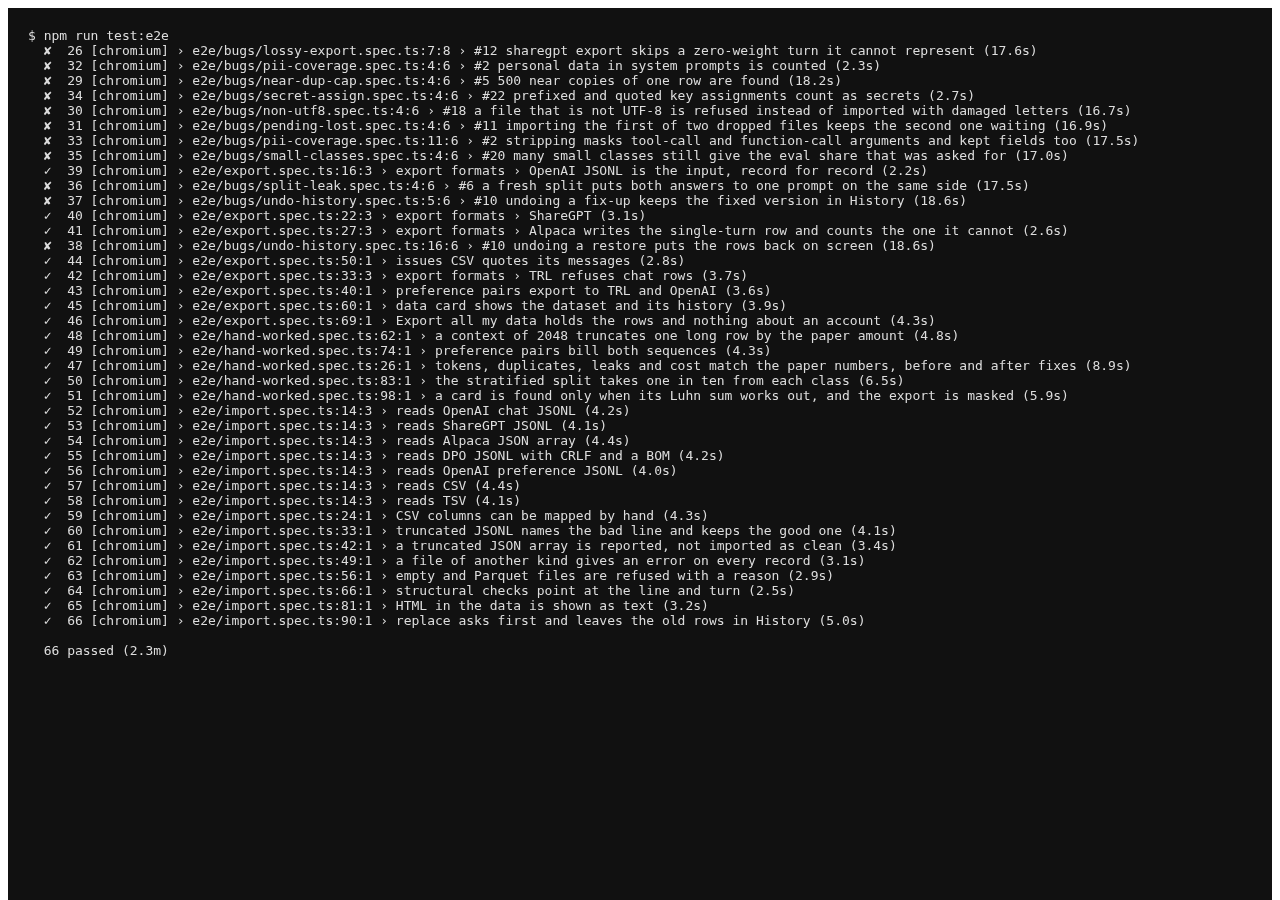 $ npm run test:e2e
✘ 26 [chromium] › e2e/bugs/lossy-export.spec.ts:7:8 › #12 sharegpt export skips a zero-weight turn it cannot represent (17.6s)
✘ 32 [chromium] › e2e/bugs/pii-coverage.spec.ts:4:6 › #2 personal data in system prompts is counted (2.3s)
✘ 29 [chromium] › e2e/bugs/near-dup-cap.spec.ts:4:6 › #5 500 near copies of one row are found (18.2s)
✘ 34 [chromium] › e2e/bugs/secret-assign.spec.ts:4:6 › #22 prefixed and quoted key assignments count as secrets (2.7s)
✘ 30 [chromium] › e2e/bugs/non-utf8.spec.ts:4:6 › #18 a file that is not UTF-8 is refused instead of imported with damaged letters (16.7s)
✘ 31 [chromium] › e2e/bugs/pending-lost.spec.ts:4:6 › #11 importing the first of two dropped files keeps the second one waiting (16.9s)
✘ 33 [chromium] › e2e/bugs/pii-coverage.spec.ts:11:6 › #2 stripping masks tool-call and function-call arguments and kept fields too (17.5s)
✘ 35 [chromium] › e2e/bugs/small-classes.spec.ts:4:6 › #20 many small classes still give the eval share that was asked for (17.0s)
✓ 39 [chromium] › e2e/export.spec.ts:16:3 › export formats › OpenAI JSONL is the input, record for record (2.2s)
✘ 36 [chromium] › e2e/bugs/split-leak.spec.ts:4:6 › #6 a fresh split puts both answers to one prompt on the same side (17.5s)
✘ 37 [chromium] › e2e/bugs/undo-history.spec.ts:5:6 › #10 undoing a fix-up keeps the fixed version in History (18.6s)
✓ 40 [chromium] › e2e/export.spec.ts:22:3 › export formats › ShareGPT (3.1s)
✓ 41 [chromium] › e2e/export.spec.ts:27:3 › export formats › Alpaca writes the single-turn row and counts the one it cannot (2.6s)
✘ 38 [chromium] › e2e/bugs/undo-history.spec.ts:16:6 › #10 undoing a restore puts the rows back on screen (18.6s)
✓ 44 [chromium] › e2e/export.spec.ts:50:1 › issues CSV quotes its messages (2.8s)
✓ 42 [chromium] › e2e/export.spec.ts:33:3 › export formats › TRL refuses chat rows (3.7s)
✓ 43 [chromium] › e2e/export.spec.ts:40:1 › preference pairs export to TRL and OpenAI (3.6s)
✓ 45 [chromium] › e2e/export.spec.ts:60:1 › data card shows the dataset and its history (3.9s)
✓ 46 [chromium] › e2e/export.spec.ts:69:1 › Export all my data holds the rows and nothing about an account (4.3s)
✓ 48 [chromium] › e2e/hand-worked.spec.ts:62:1 › a context of 2048 truncates one long row by the paper amount (4.8s)
✓ 49 [chromium] › e2e/hand-worked.spec.ts:74:1 › preference pairs bill both sequences (4.3s)
✓ 47 [chromium] › e2e/hand-worked.spec.ts:26:1 › tokens, duplicates, leaks and cost match the paper numbers, before and after fixes (8.9s)
✓ 50 [chromium] › e2e/hand-worked.spec.ts:83:1 › the stratified split takes one in ten from each class (6.5s)
✓ 51 [chromium] › e2e/hand-worked.spec.ts:98:1 › a card is found only when its Luhn sum works out, and the export is masked (5.9s)
✓ 52 [chromium] › e2e/import.spec.ts:14:3 › reads OpenAI chat JSONL (4.2s)
✓ 53 [chromium] › e2e/import.spec.ts:14:3 › reads ShareGPT JSONL (4.1s)
✓ 54 [chromium] › e2e/import.spec.ts:14:3 › reads Alpaca JSON array (4.4s)
✓ 55 [chromium] › e2e/import.spec.ts:14:3 › reads DPO JSONL with CRLF and a BOM (4.2s)
✓ 56 [chromium] › e2e/import.spec.ts:14:3 › reads OpenAI preference JSONL (4.0s)
✓ 57 [chromium] › e2e/import.spec.ts:14:3 › reads CSV (4.4s)
✓ 58 [chromium] › e2e/import.spec.ts:14:3 › reads TSV (4.1s)
✓ 59 [chromium] › e2e/import.spec.ts:24:1 › CSV columns can be mapped by hand (4.3s)
✓ 60 [chromium] › e2e/import.spec.ts:33:1 › truncated JSONL names the bad line and keeps the good one (4.1s)
✓ 61 [chromium] › e2e/import.spec.ts:42:1 › a truncated JSON array is reported, not imported as clean (3.4s)
✓ 62 [chromium] › e2e/import.spec.ts:49:1 › a file of another kind gives an error on every record (3.1s)
✓ 63 [chromium] › e2e/import.spec.ts:56:1 › empty and Parquet files are refused with a reason (2.9s)
✓ 64 [chromium] › e2e/import.spec.ts:66:1 › structural checks point at the line and turn (2.5s)
✓ 65 [chromium] › e2e/import.spec.ts:81:1 › HTML in the data is shown as text (3.2s)
✓ 66 [chromium] › e2e/import.spec.ts:90:1 › replace asks first and leaves the old rows in History (5.0s)
66 passed (2.3m)